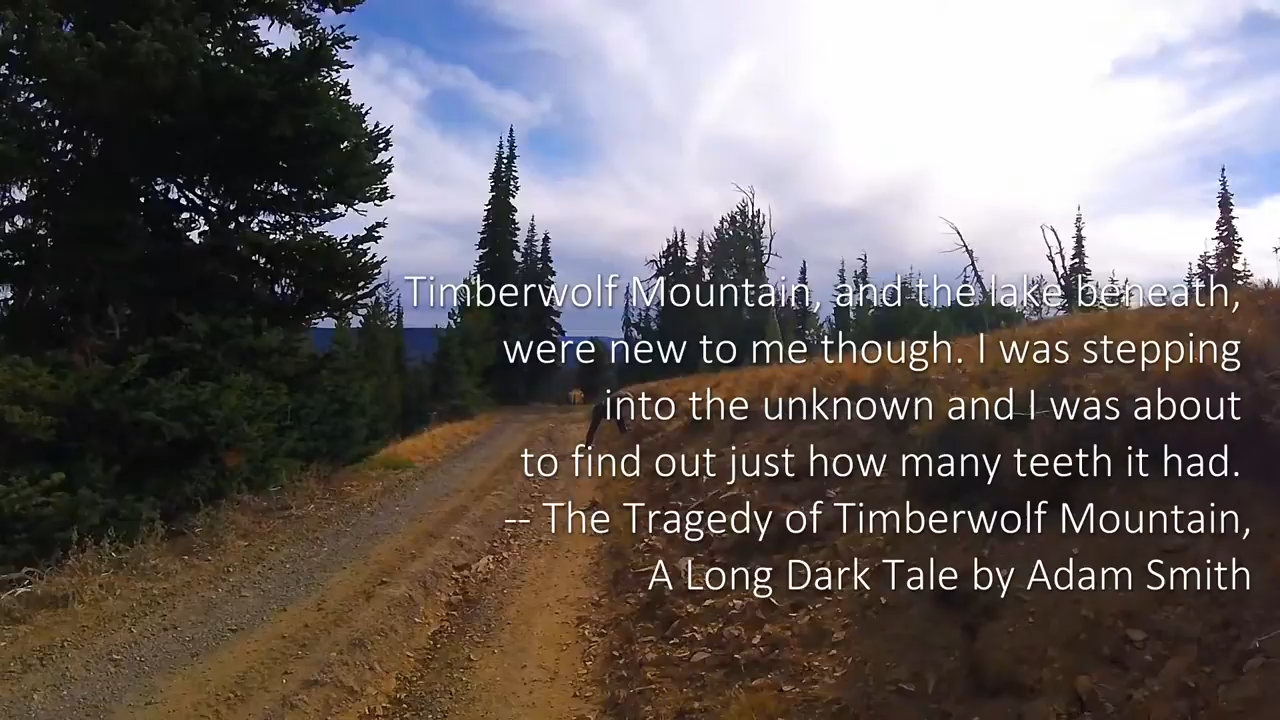 Timberwolf Mountain, and the lake beneath,
were new to me though. I was stepping
into the unknown and I was about
to find out just how many teeth it had.
-- The Tragedy of Timberwolf Mountain,
A Long Dark Tale by Adam Smith